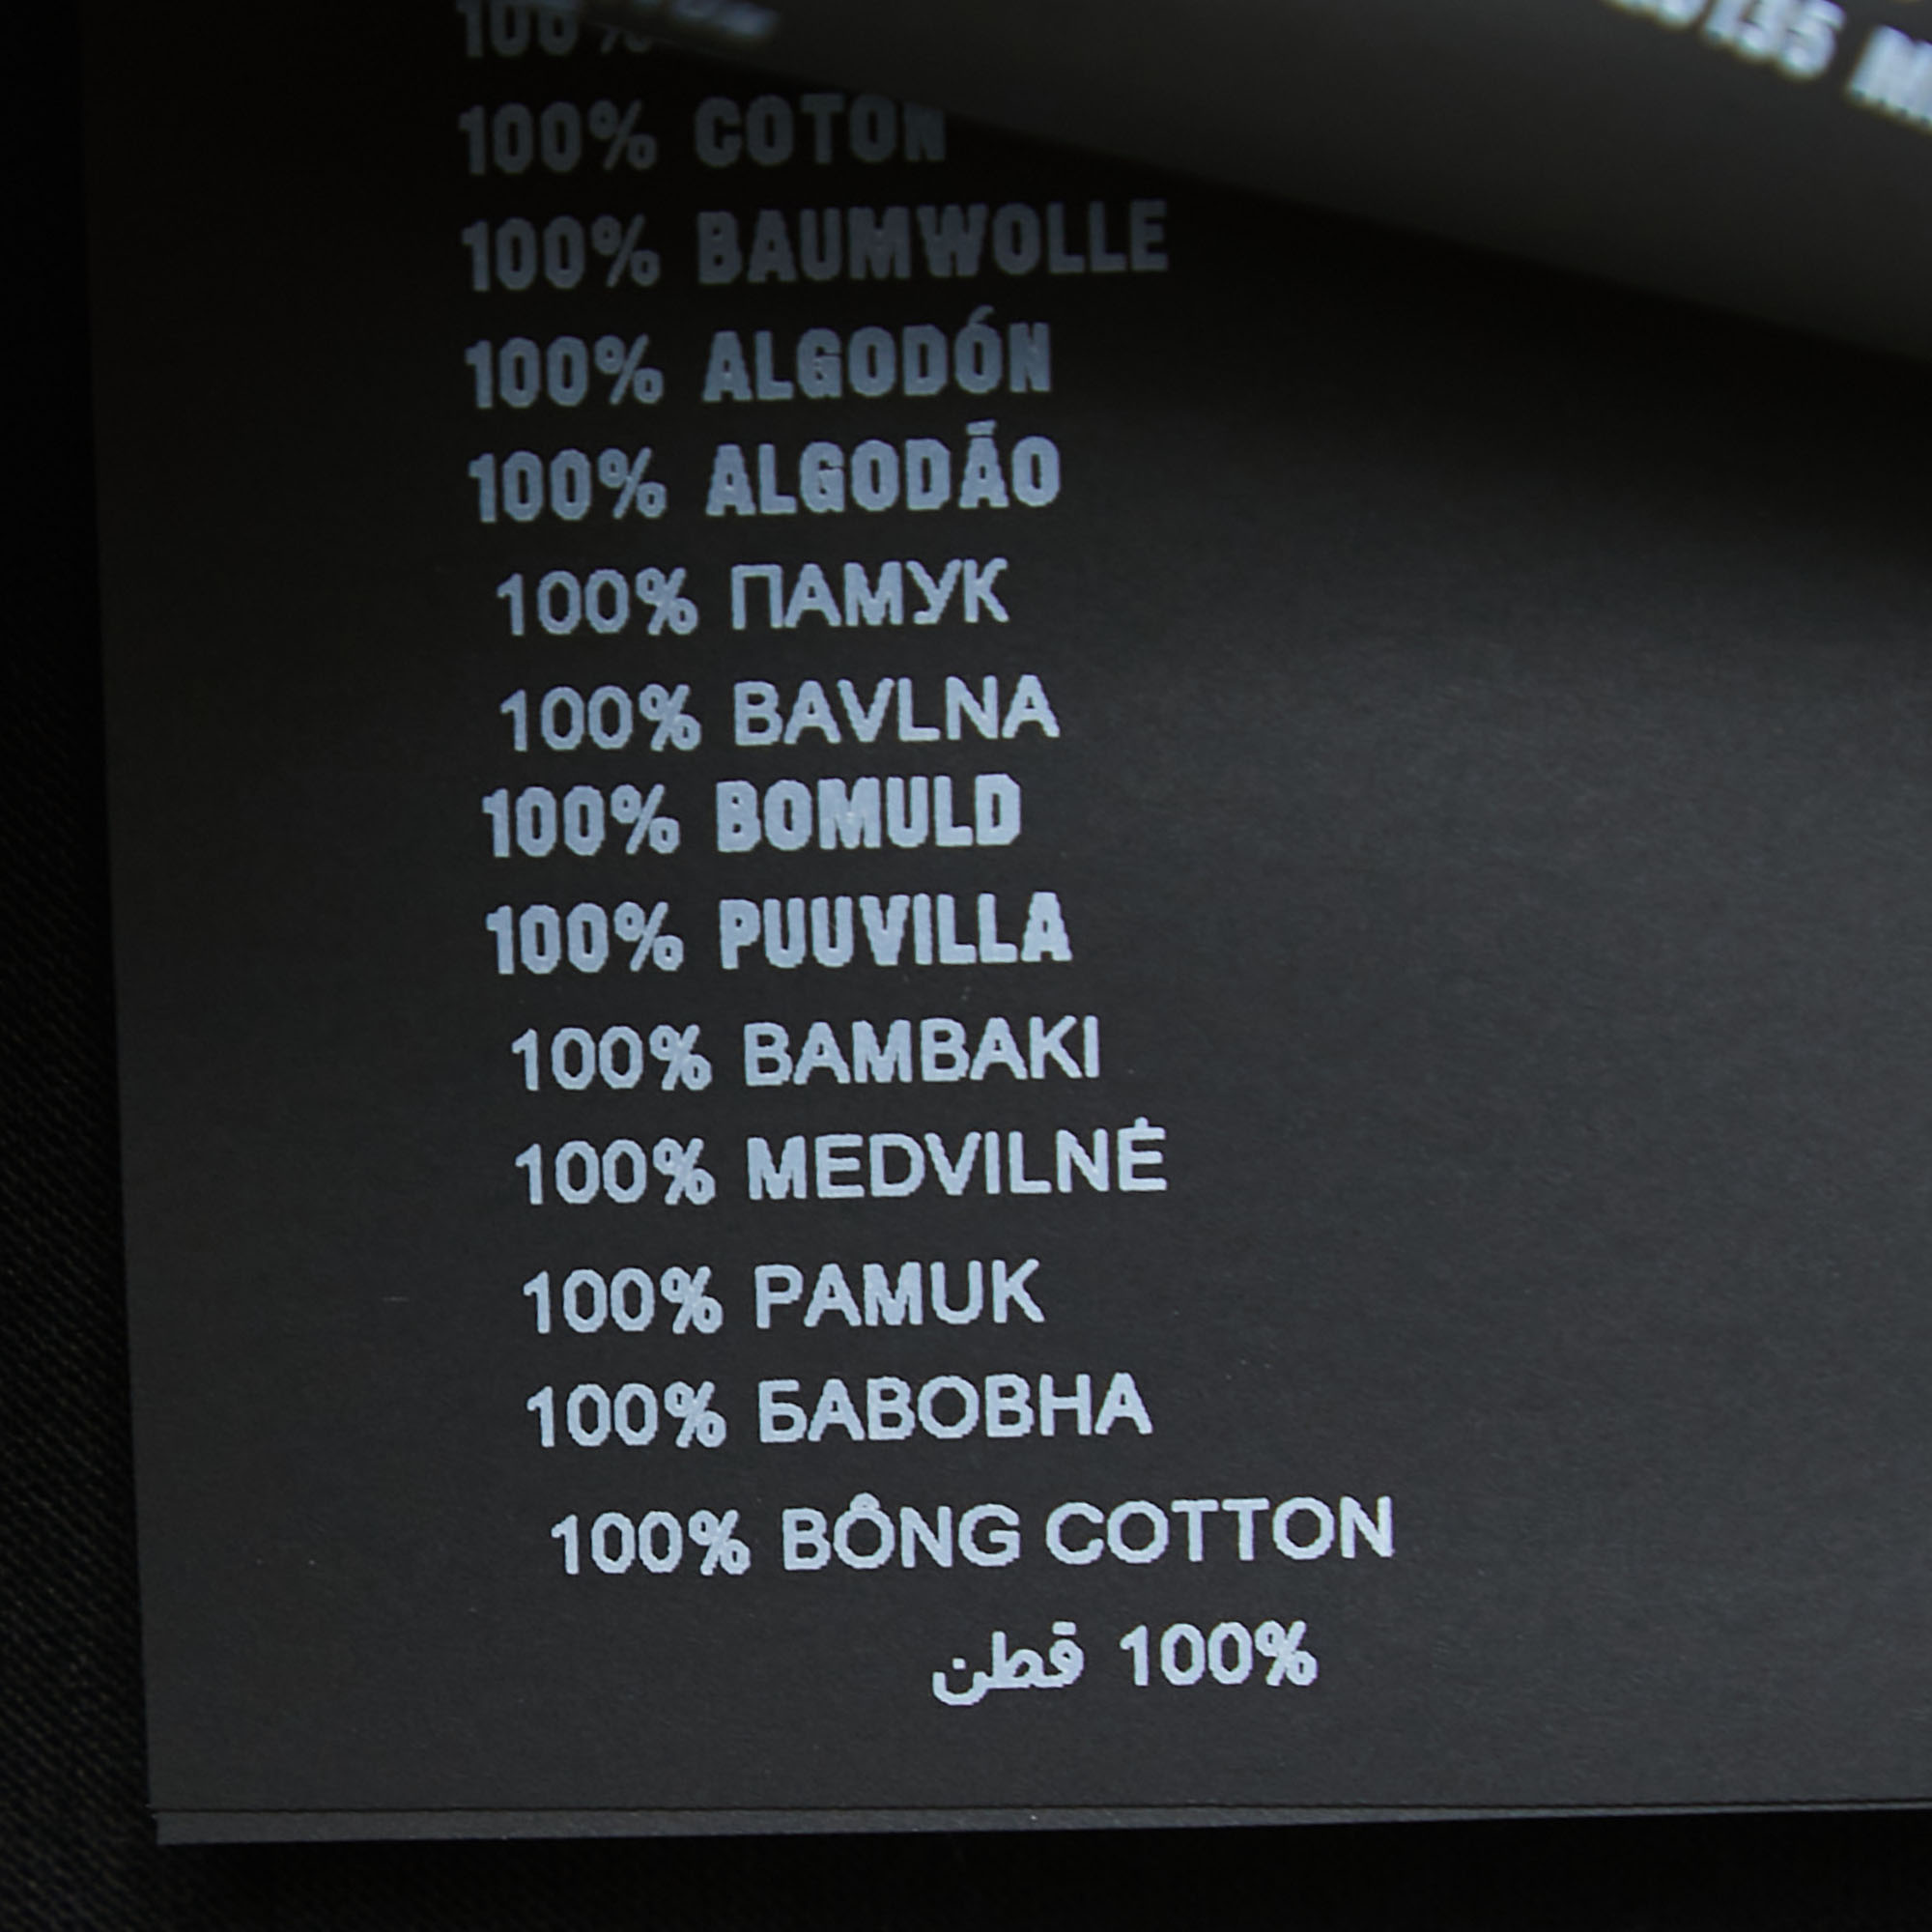 100%
100% COTON
100% BAUMWOLLE
100% ALGODÓN
100% ALGODÃO
100% ПАМУК
100% BAVLNA
100% BOMULD
100% PUUVILLA
100% BAMBAKI
100% MEDVILNĖ
100% PAMUK
100% БАВОВНА
100% BÔNG COTTON
100% قطن